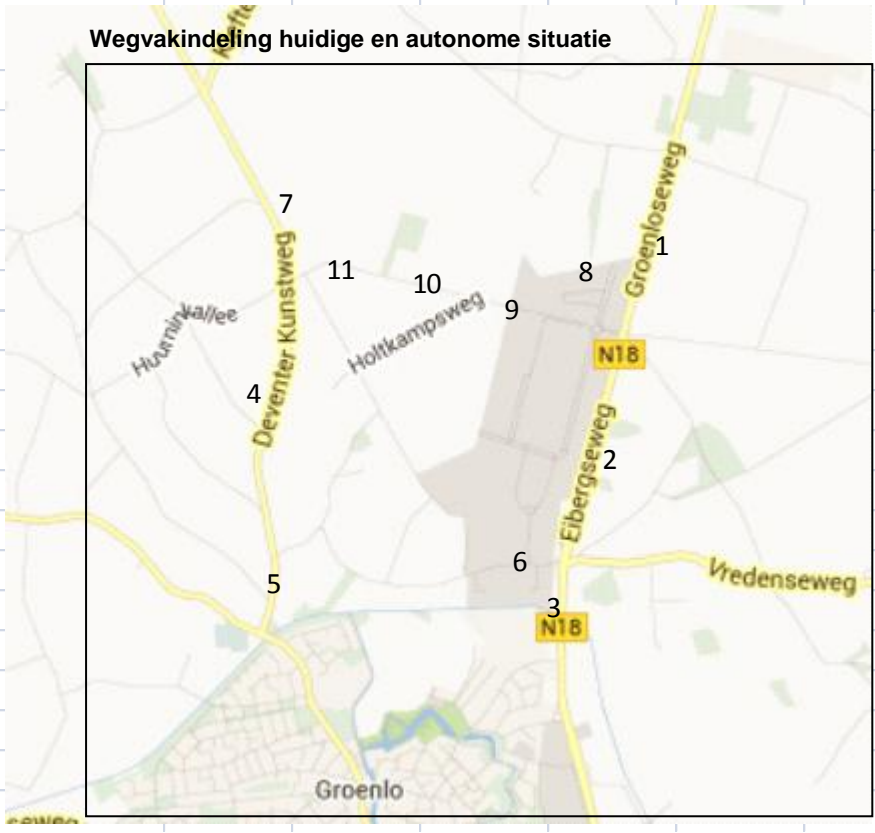 Wegvakindeling huidige en autonome situatie
7
1
Groenloseweg
11
10
8
9
Deventer Kunstweg
Holtkampsweg
Huurninkallee
N18
4
2
Eibergseweg
6
Vredenseweg
5
3
N18
Groenlo